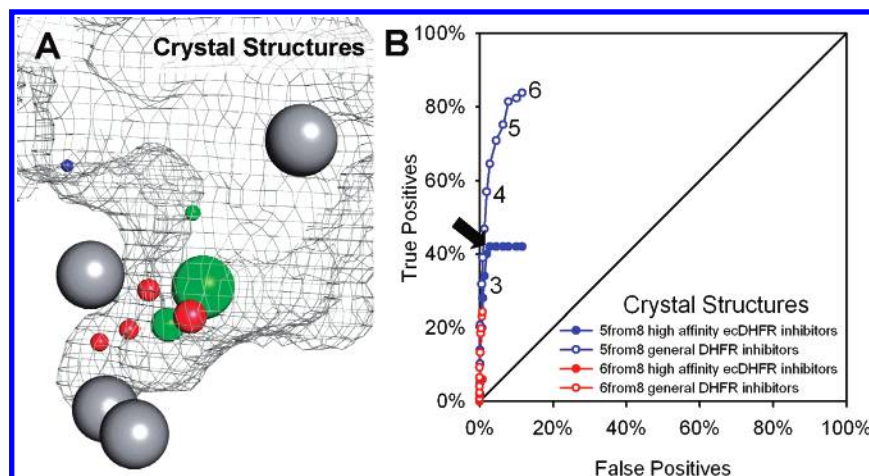 A
Crystal Structures
B
100%
80%
60%
40%
20%
0%
True Positives
6
5
4
3
Crystal Structures
5from8 high affinity ecDHFR inhibitors
5from8 general DHFR inhibitors
6from8 high affinity ecDHFR inhibitors
6from8 general DHFR inhibitors
0% 20% 40% 60% 80% 100%
False Positives